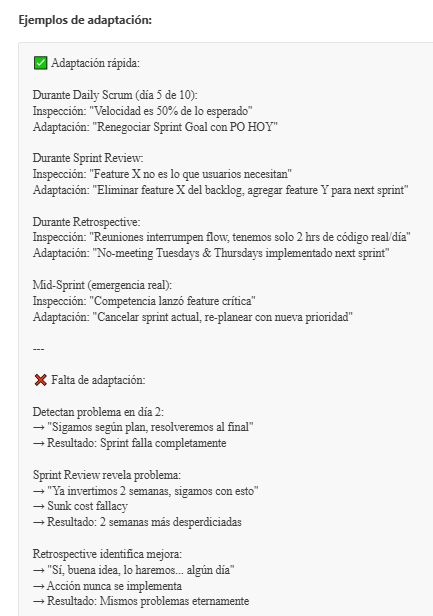 Ejemplos de adaptación:
✅ Adaptación rápida:
Durante Daily Scrum (día 5 de 10):
Inspección: "Velocidad es 50% de lo esperado"
Adaptación: "Renegociar Sprint Goal con PO HOY"
Durante Sprint Review:
Inspección: "Feature X no es lo que usuarios necesitan"
Adaptación: "Eliminar feature X del backlog, agregar feature Y para next sprint"
Durante Retrospective:
Inspección: "Reuniones interrumpen flow, tenemos solo 2 hrs de código real/día"
Adaptación: "No-meeting Tuesdays & Thursdays implementado next sprint"
Mid-Sprint (emergencia real):
Inspección: "Competencia lanzó feature crítica"
Adaptación: "Cancelar sprint actual, re-planear con nueva prioridad"
---
❌ Falta de adaptación:
Detectan problema en día 2:
→ "Sigamos según plan, resolveremos al final"
→ Resultado: Sprint falla completamente
Sprint Review revela problema:
→ "Ya invertimos 2 semanas, sigamos con esto"
→ Sunk cost fallacy
→ Resultado: 2 semanas más desperdiciadas
Retrospective identifica mejora:
→ "Sí, buena idea, lo haremos... algún día"
→ Acción nunca se implementa
→ Resultado: Mismos problemas eternamente